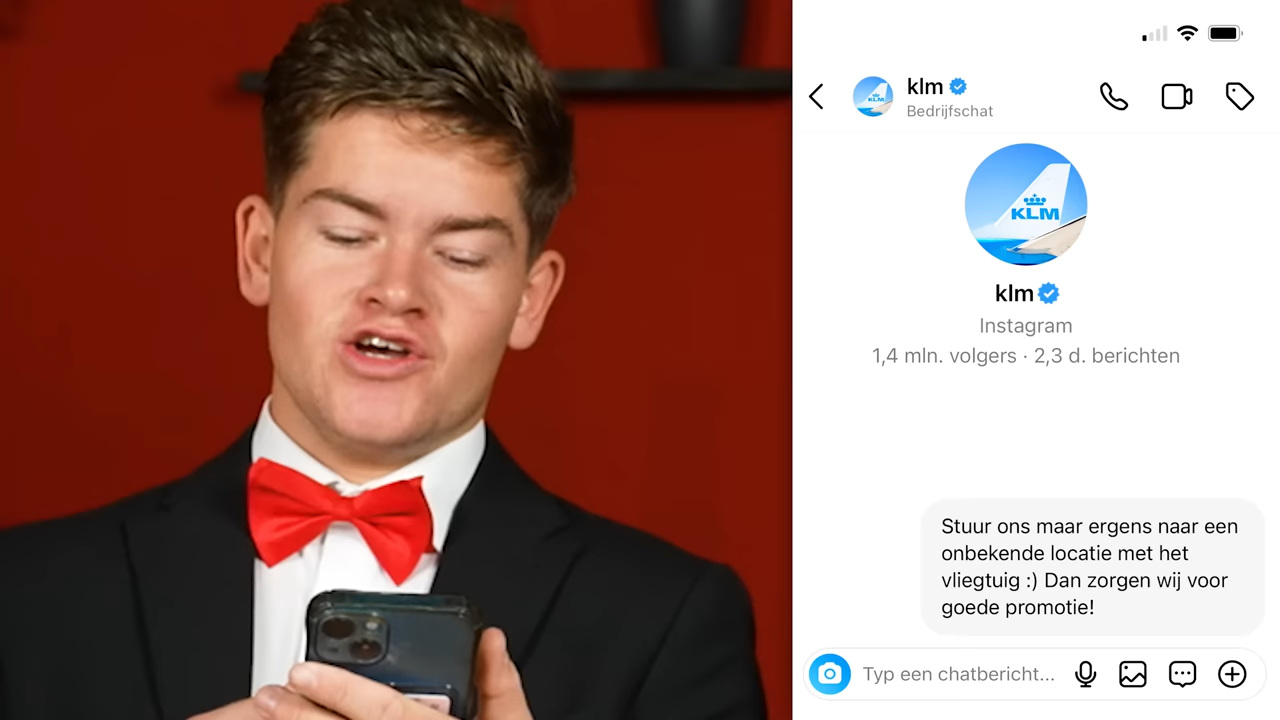 klm
Bedrijfschat
KLM
KLM
klm
Instagram
1,4 mln. volgers · 2,3 d. berichten
Stuur ons maar ergens naar een
onbekende locatie met het
vliegtuig :) Dan zorgen wij voor
goede promotie!
Typ een chatbericht...